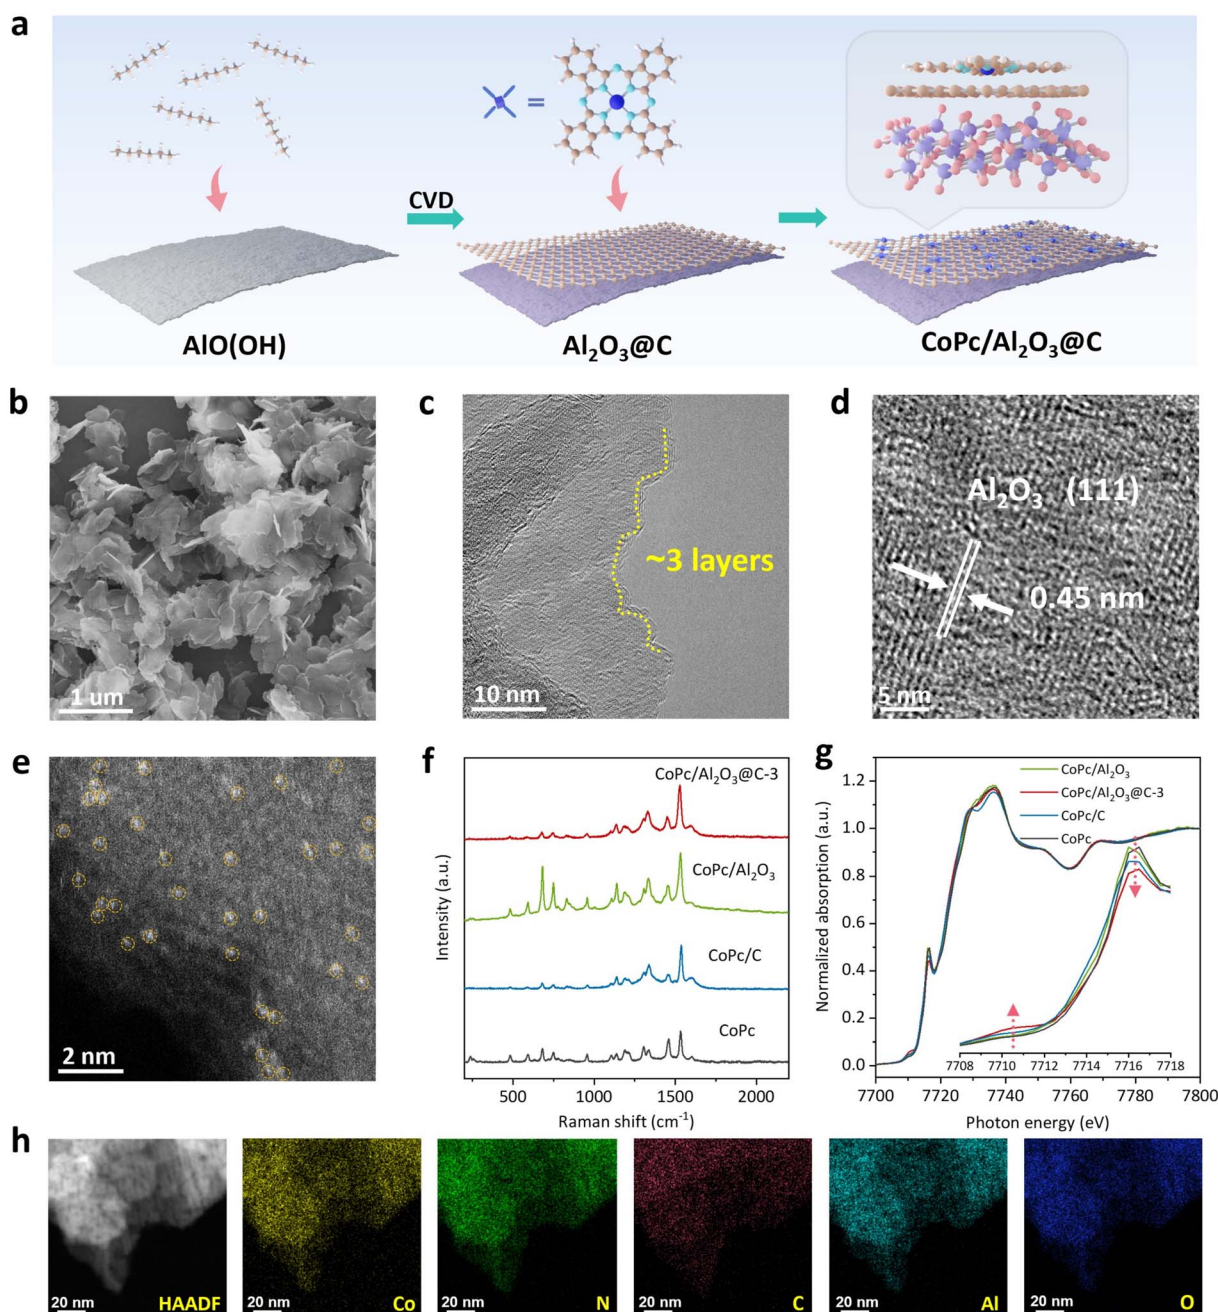 a
CVD
=
AlO(OH)
Al₂O₃@C
CoPc/Al₂O₃@C
b
1 um
c
~3 layers
10 nm
d
Al₂O₃ (111)
0.45 nm
5 nm
e
2 nm
f
CoPc/Al₂O₃@C-3
CoPc/Al₂O₃
CoPc/C
CoPc
Intensity (a.u.)
500
1000
1500
2000
Raman shift (cm⁻¹)
g
CoPc/Al₂O₃
CoPc/Al₂O₃@C-3
CoPc/C
CoPc
Normalized absorption (a.u.)
1.2
1.0
0.8
0.6
0.4
0.2
0.0
7708 7710 7712 7714 7716 7718
7700 7720 7740 7760 7780 7800
Photon energy (eV)
h
20 nm
HAADF
20 nm
Co
20 nm
N
20 nm
C
20 nm
Al
20 nm
O